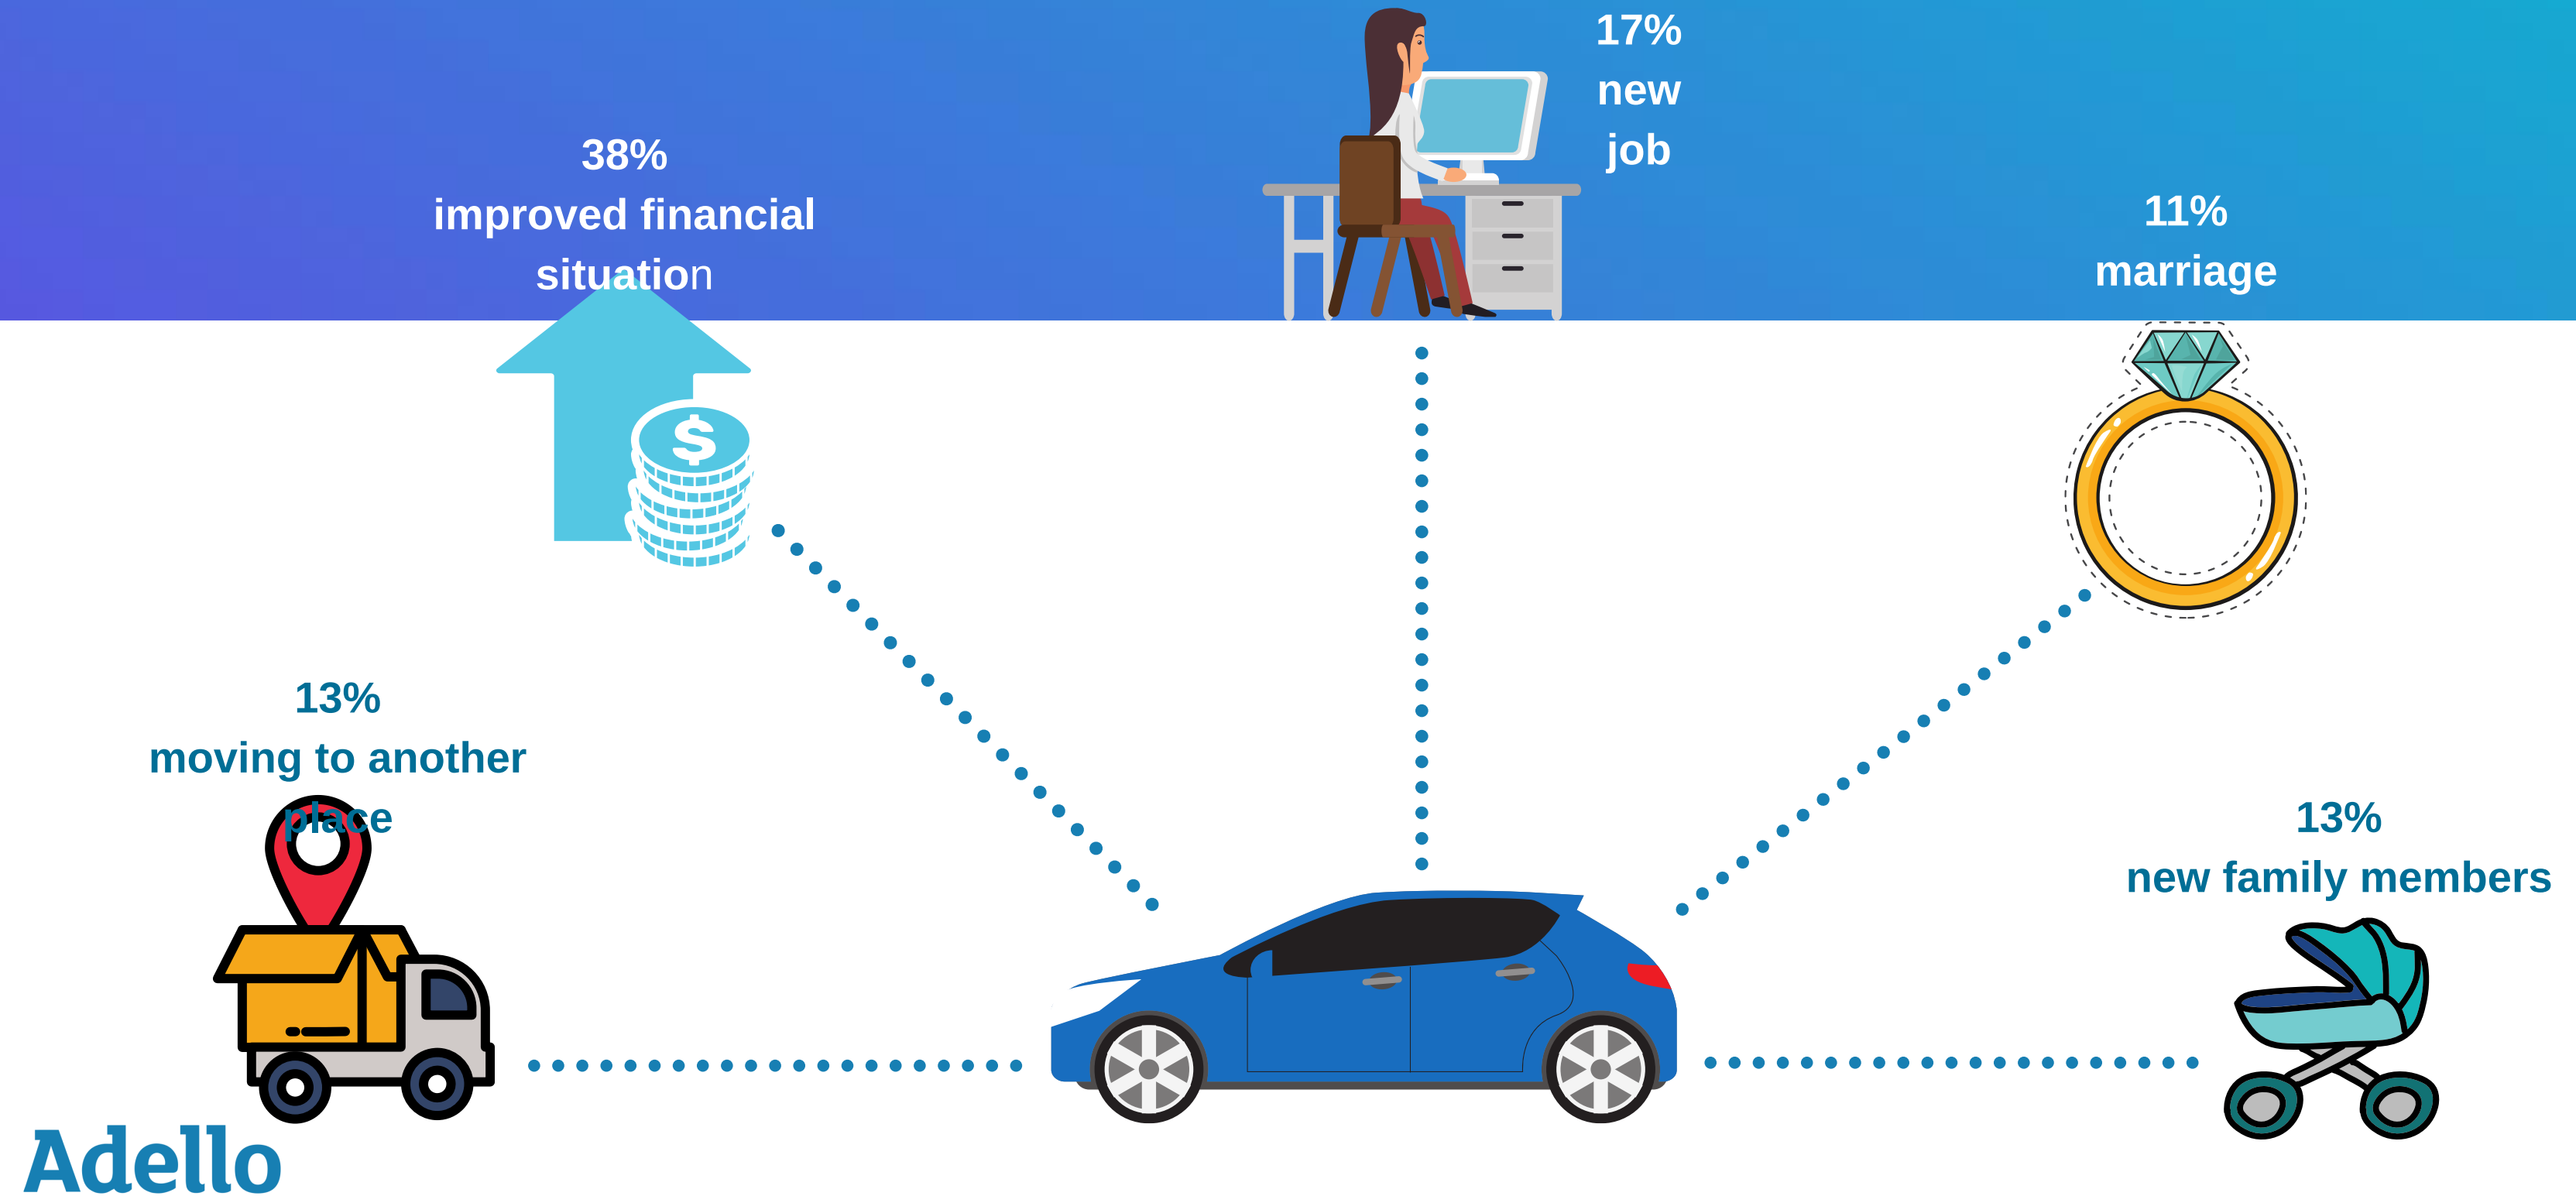 38%
improved financial
situation
17%
new
job
11%
marriage
13%
moving to another
place
13%
new family members
$
Adello